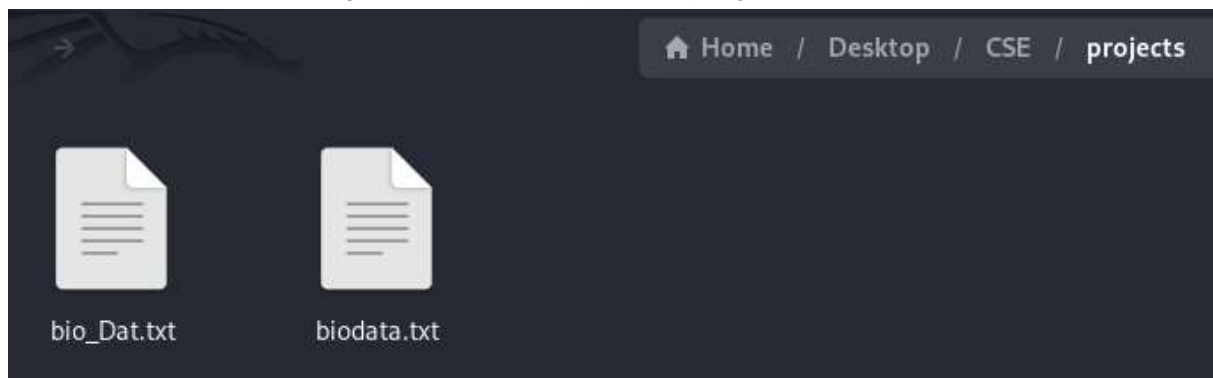 Home / Desktop / CSE / projects
bio_Dat.txt biodata.txt